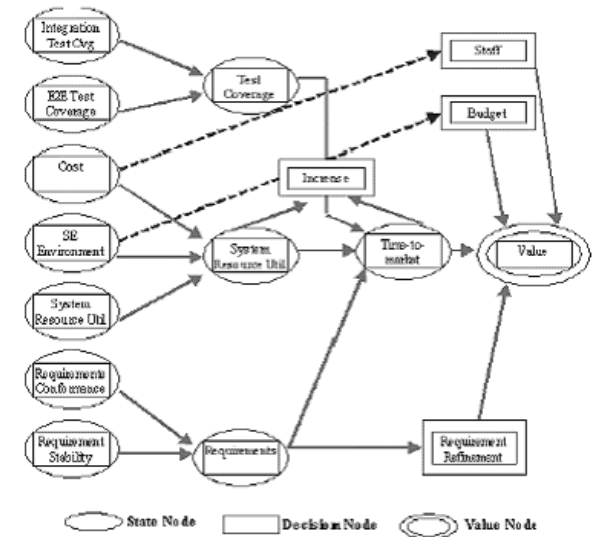 Integration
Test Cvg
E2E Test
Coverage
Cost
SE
Environment
System
Resource Util
Requirements
Conformance
Requirement
Stability
Test
Coverage
Increase
System
Resource Util
Time-to-
market
Requirements
Staff
Budget
Value
Requirement
Refinement
State Node
Decision Node
Value Node